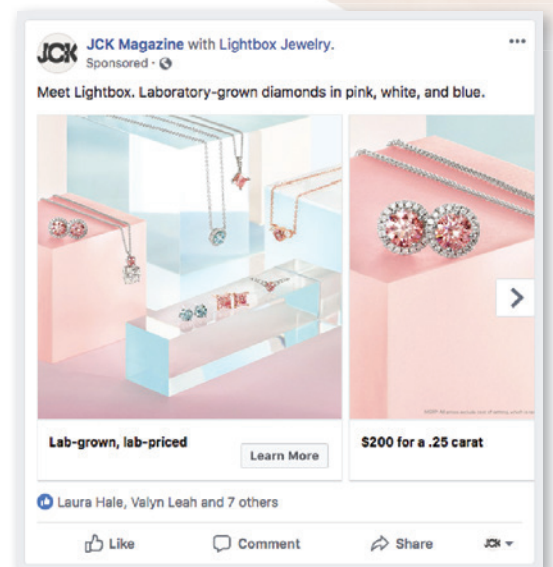 JCK
JCK Magazine with Lightbox Jewelry.
Sponsored ·
Meet Lightbox. Laboratory-grown diamonds in pink, white, and blue.
Lab-grown, lab-priced
Learn More
$200 for a .25 carat
Laura Hale, Valyn Leah and 7 others
Like
Comment
Share
JCK